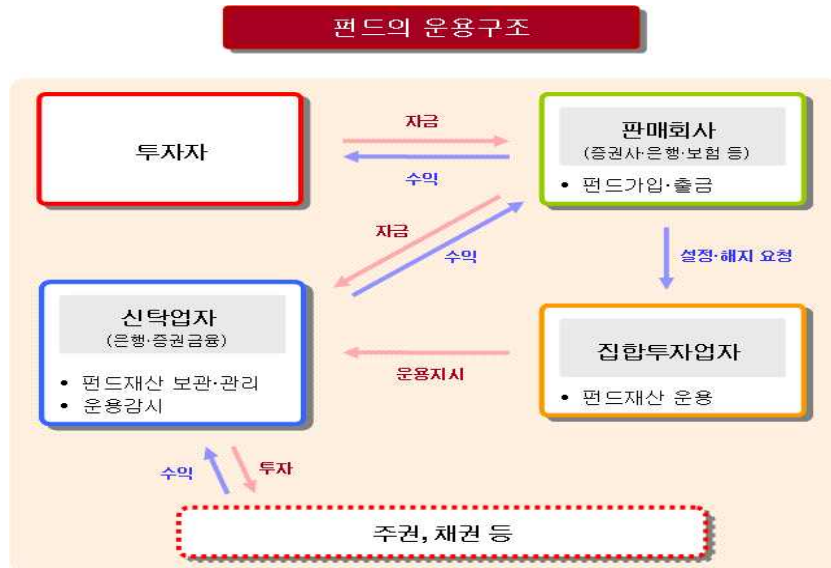 펀드의 운용구조
투자자
자금
수익
판매회사
(증권사·은행·보험 등)
• 펀드가입·출금
자금
수익
설정·해지 요청
신탁업자
(은행·증권금융)
• 펀드재산 보관·관리
• 운용감시
운용지시
집합투자업자
• 펀드재산 운용
수익
투자
주권, 채권 등